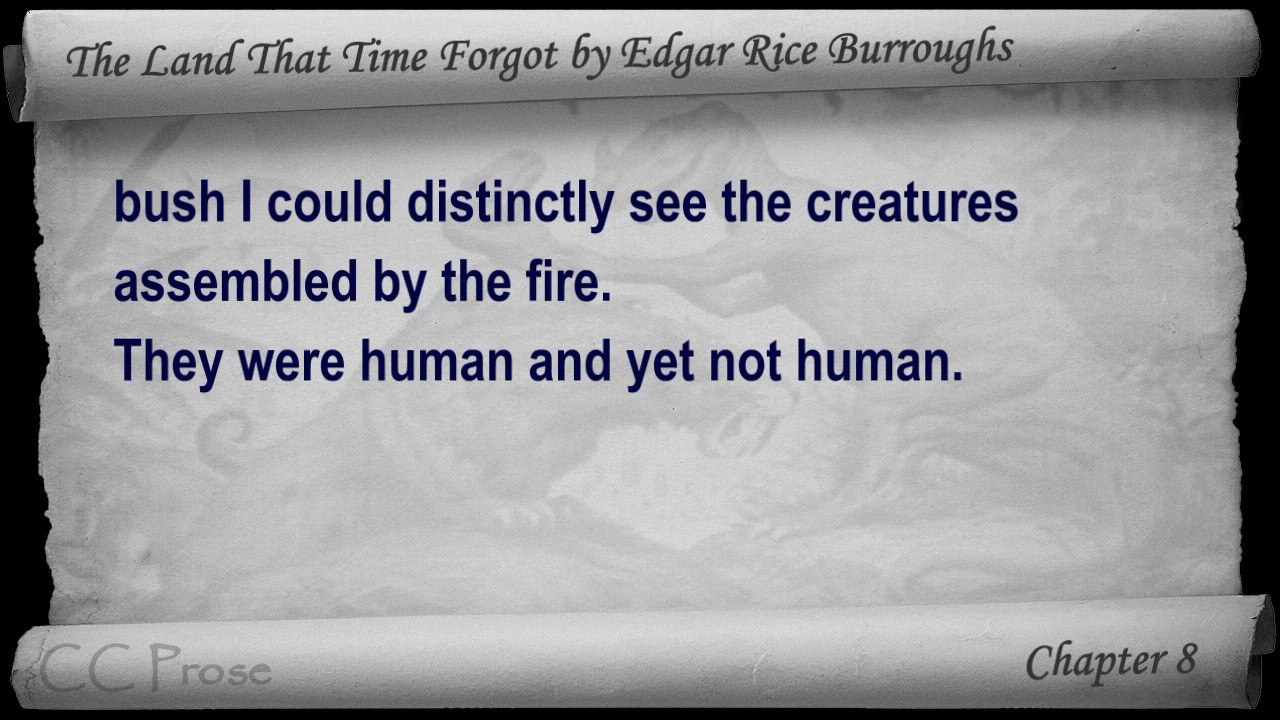 The Land That Time Forgot by Edgar Rice Burroughs
bush I could distinctly see the creatures
assembled by the fire.
They were human and yet not human.
CC Prose
Chapter 8